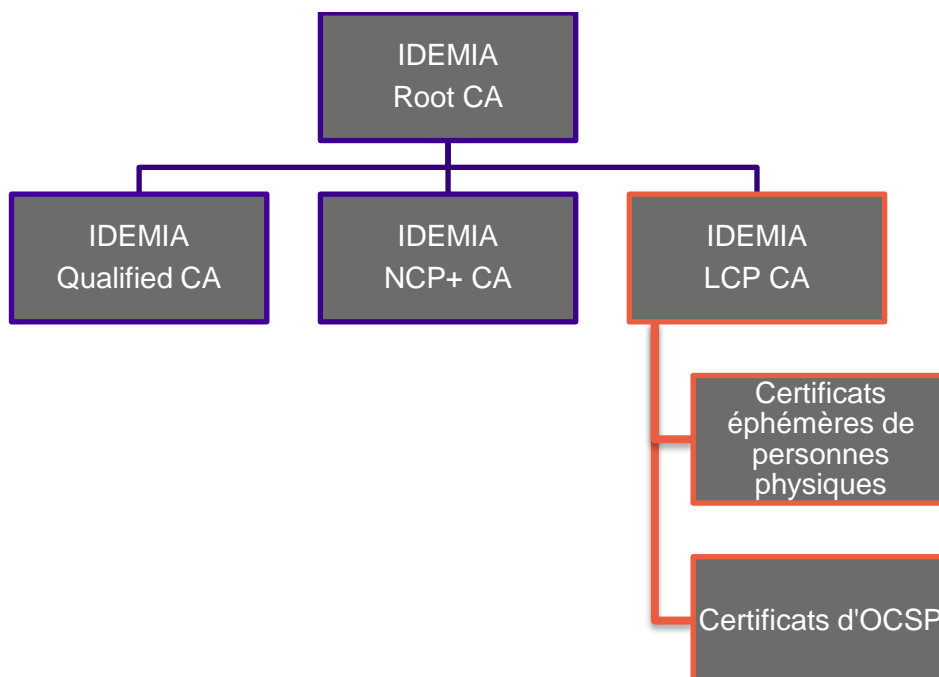 IDEMIA
Root CA
IDEMIA
Qualified CA
IDEMIA
NCP+ CA
IDEMIA
LCP CA
Certificats
éphémères de
personnes
physiques
Certificats d'OCSP